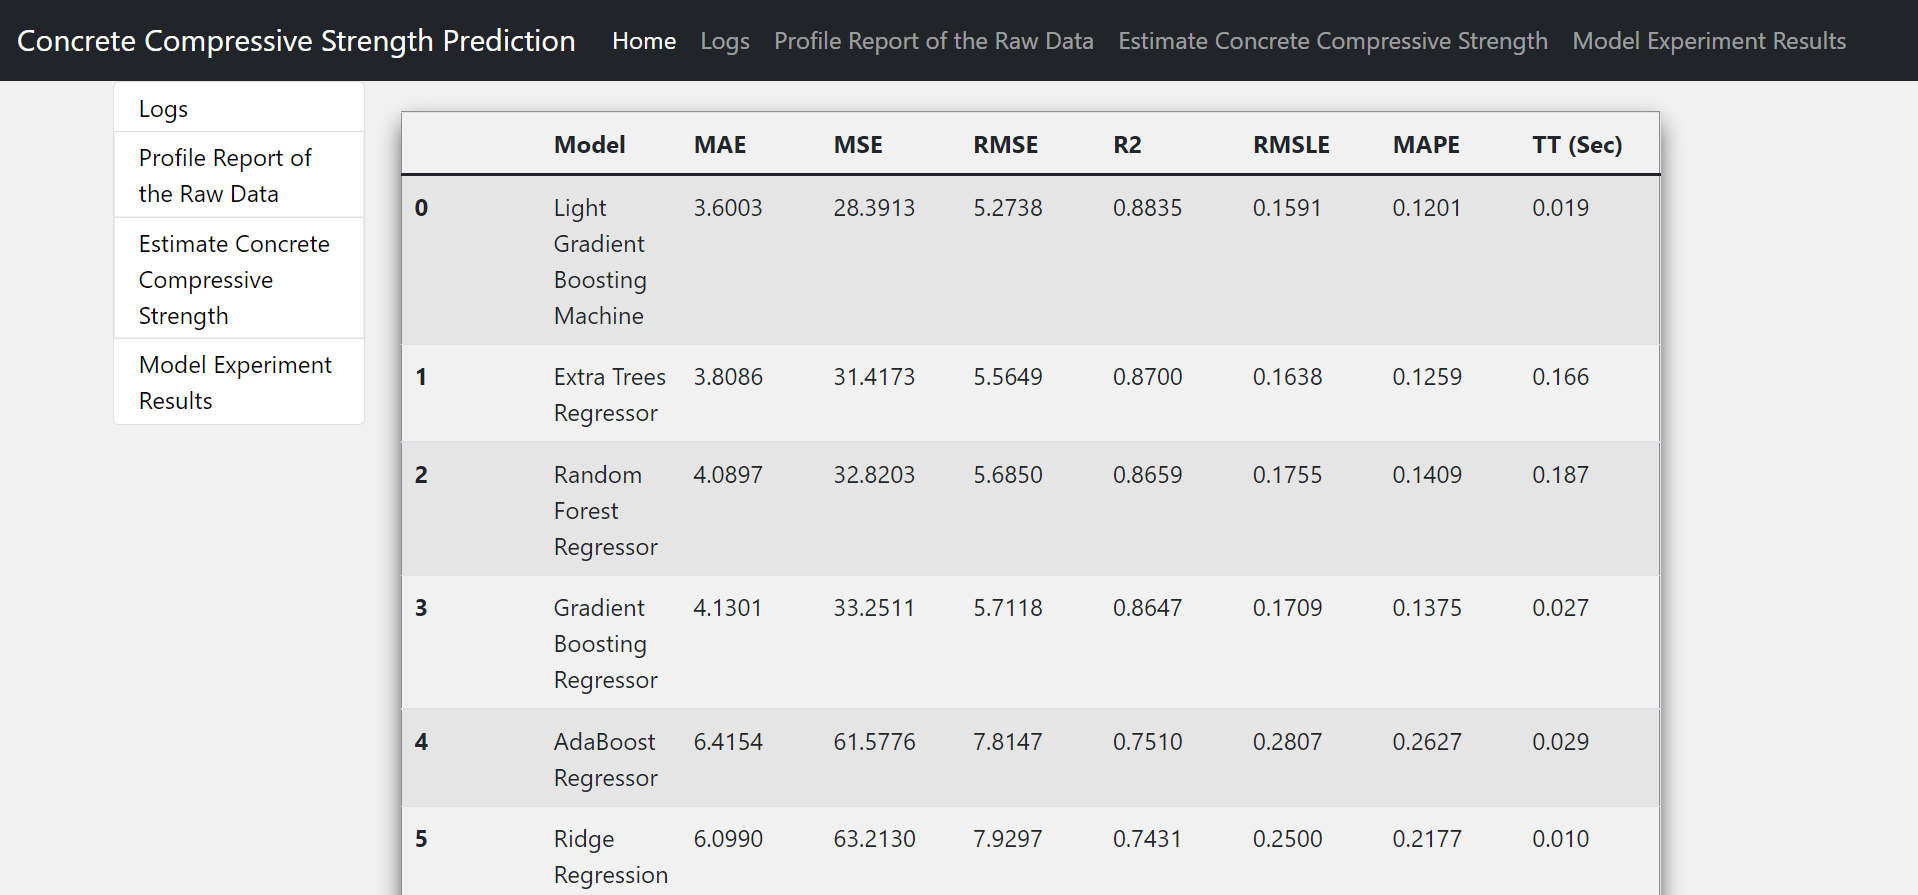 Concrete Compressive Strength Prediction Home Logs Profile Report of the Raw Data Estimate Concrete Compressive Strength Model Experiment Results
Logs
Profile Report of
the Raw Data
Estimate Concrete
Compressive
Strength
Model Experiment
Results
Model MAE MSE RMSE R2 RMSLE MAPE TT (Sec)
0 Light 3.6003 28.3913 5.2738 0.8835 0.1591 0.1201 0.019
Gradient
Boosting
Machine
1 Extra Trees 3.8086 31.4173 5.5649 0.8700 0.1638 0.1259 0.166
Regressor
2 Random 4.0897 32.8203 5.6850 0.8659 0.1755 0.1409 0.187
Forest
Regressor
3 Gradient 4.1301 33.2511 5.7118 0.8647 0.1709 0.1375 0.027
Boosting
Regressor
4 AdaBoost 6.4154 61.5776 7.8147 0.7510 0.2807 0.2627 0.029
Regressor
5 Ridge 6.0990 63.2130 7.9297 0.7431 0.2500 0.2177 0.010
Regression